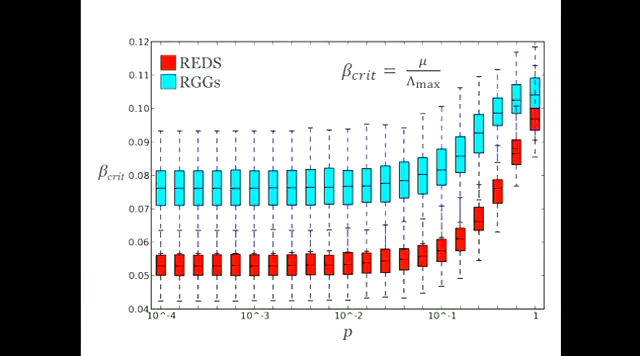 0.12
0.11
0.10
0.09
0.08
0.07
0.06
0.05
0.04
REDS
RGGs
β_crit = μ / Λ_max
β_crit
10^-4
10^-3
10^-2
10^-1
1
p